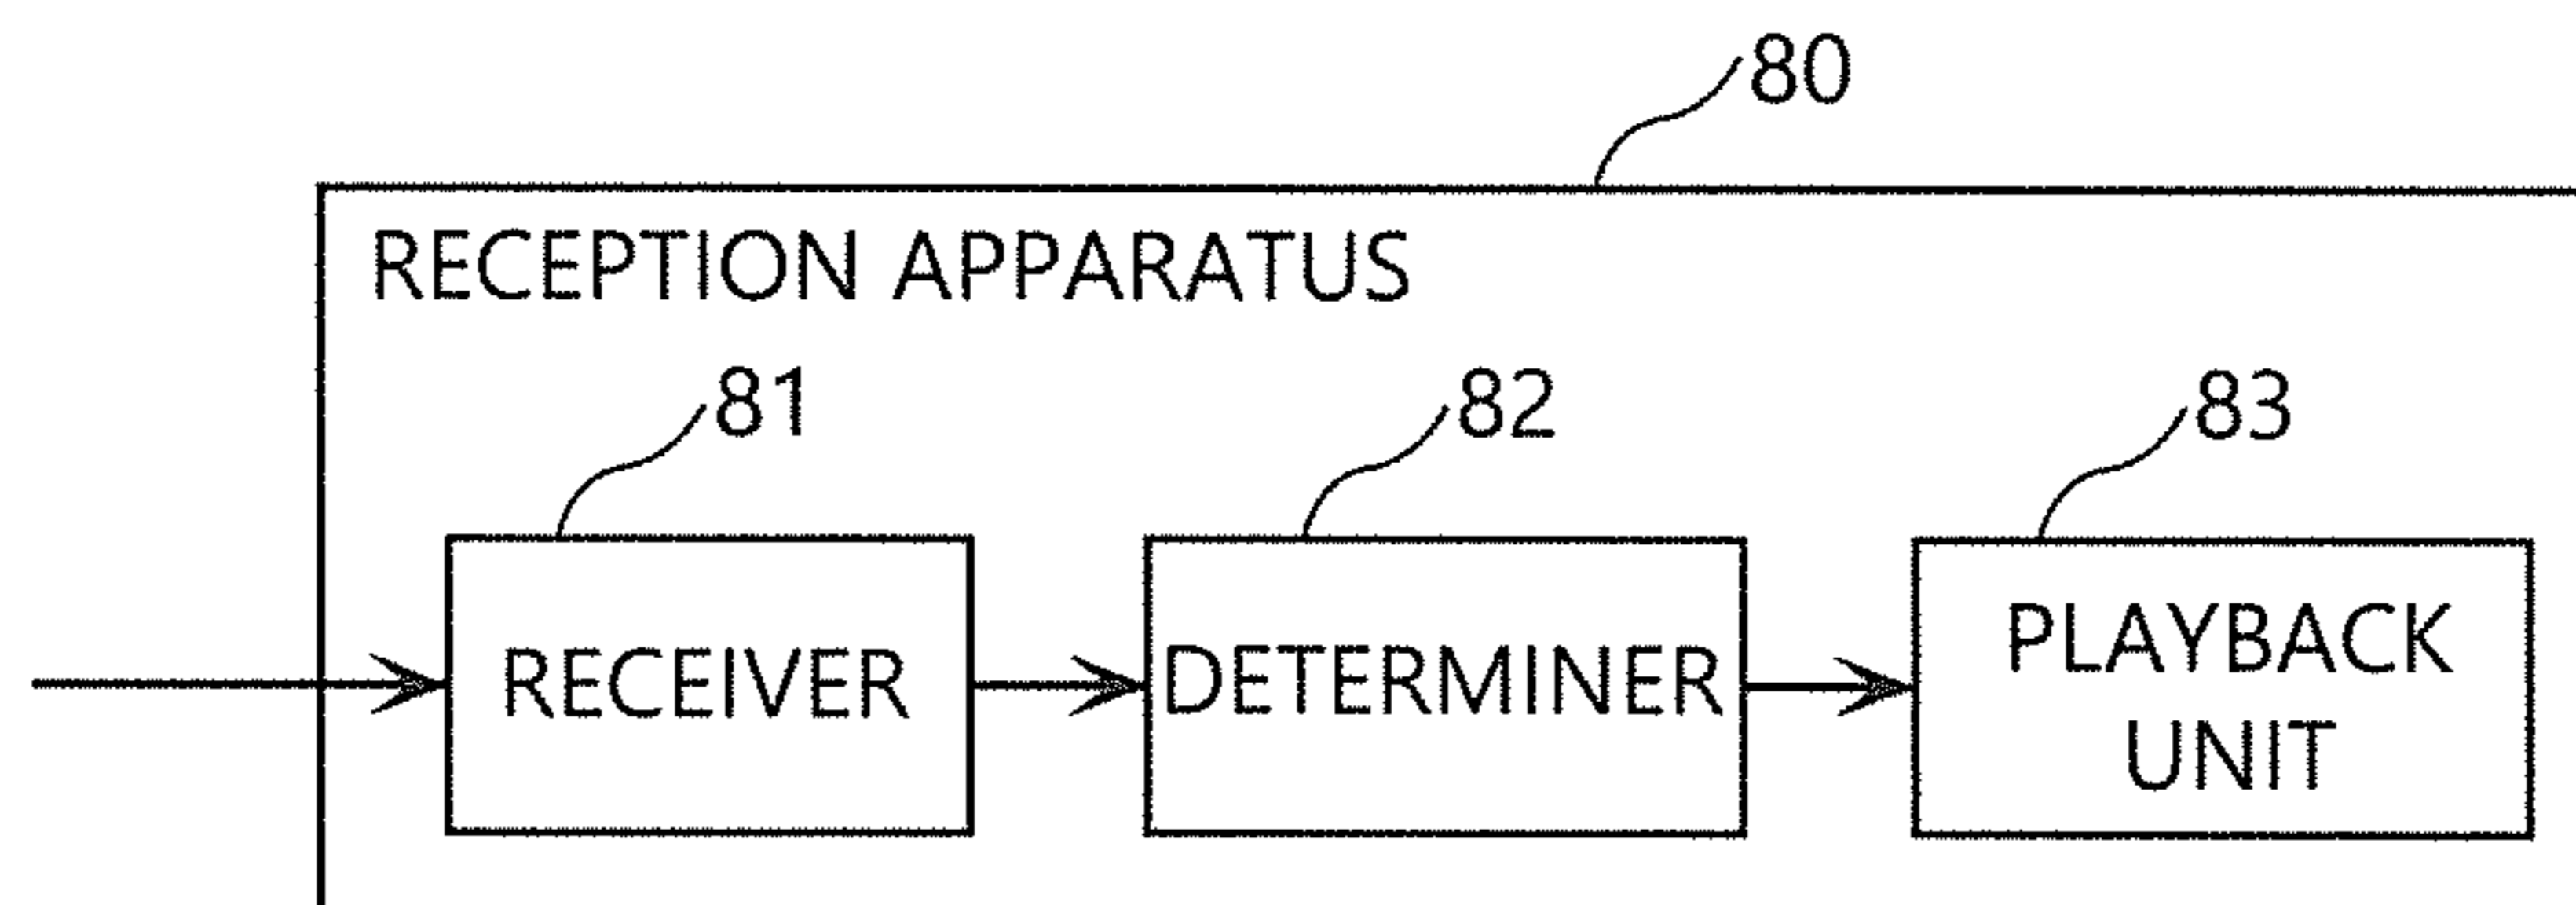 80
RECEPTION APPARATUS
81
82
83
RECEIVER
DETERMINER
PLAYBACK
UNIT